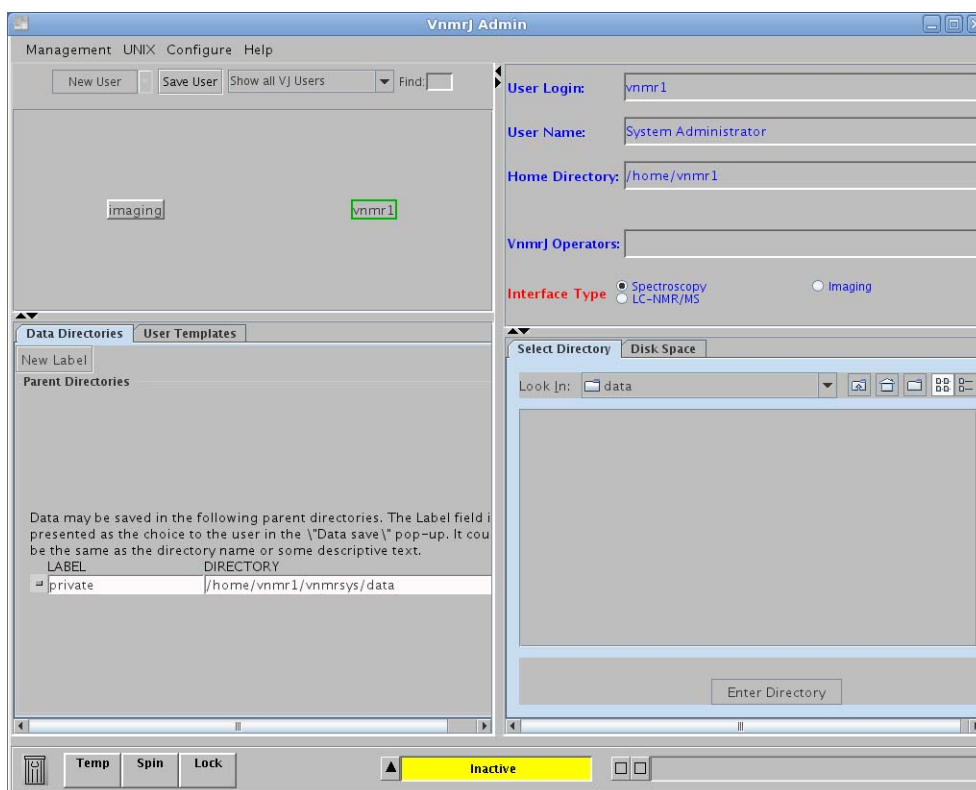 VnmrJ Admin
Management UNIX Configure Help
New User Save User Show all VJ Users Find:
imaging vnmr1
User Login: vnmr1
User Name: System Administrator
Home Directory: /home/vnmr1
VnmrJ Operators:
Interface Type Spectroscopy Imaging
LC-NMR/MS
Data Directories User Templates
New Label
Parent Directories
Data may be saved in the following parent directories. The Label field i
presented as the choice to the user in the \"Data save\" pop-up. It cou
be the same as the directory name or some descriptive text.
LABEL DIRECTORY
private /home/vnmr1/vnmrsys/data
Select Directory Disk Space
Look In: data
Enter Directory
Temp Spin Lock Inactive